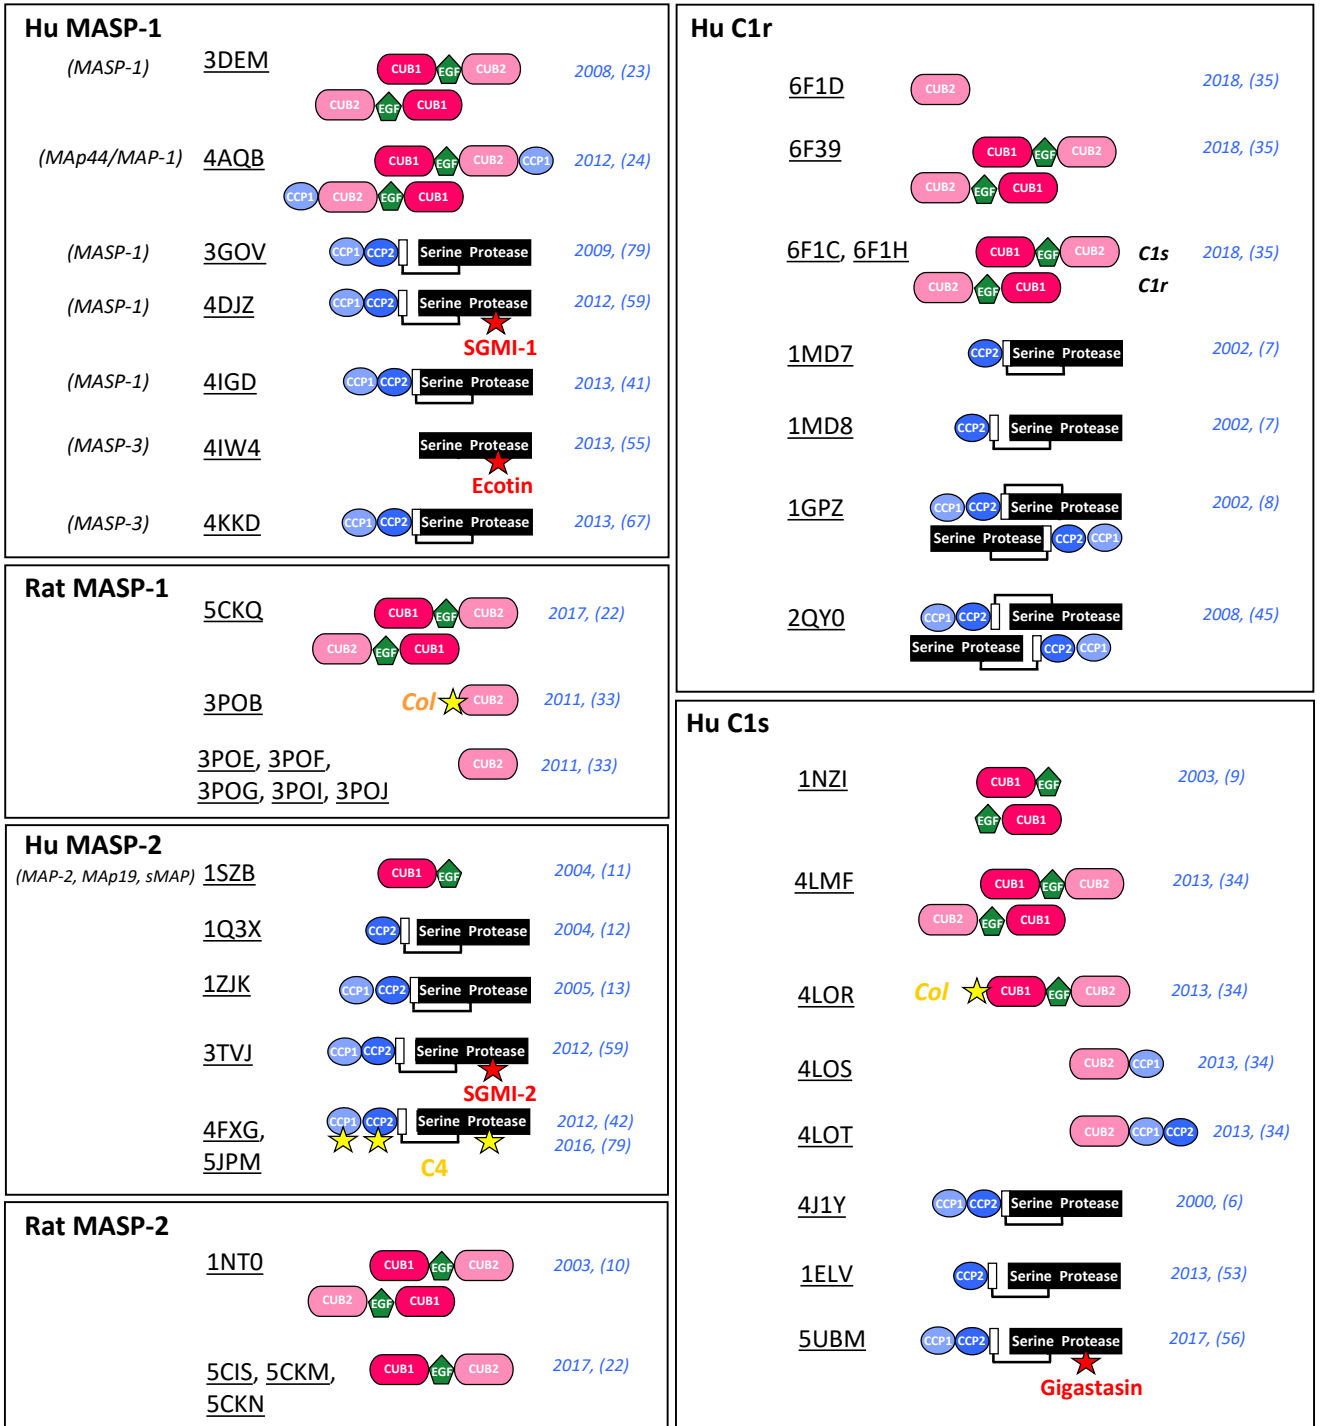 Hu MASP-1
(MASP-1) 3DEM CUB1 EGF CUB2 2008, (23)
CUB2 EGF CUB1
(MAp44/MAP-1) 4AQB CUB1 EGF CUB2 CCP1 2012, (24)
CCP1 CUB2 EGF CUB1
(MASP-1) 3GOV CCP1 CCP2 Serine Protease 2009, (79)
(MASP-1) 4DJZ CCP1 CCP2 Serine Protease 2012, (59)
SGMI-1
(MASP-1) 4IGD CCP1 CCP2 Serine Protease 2013, (41)
(MASP-3) 4IW4 Serine Protease 2013, (55)
Ecotin
(MASP-3) 4KKD CCP1 CCP2 Serine Protease 2013, (67)
Rat MASP-1
5CKQ CUB1 EGF CUB2 2017, (22)
CUB2 EGF CUB1
3POB Col CUB2 2011, (33)
3POE, 3POF, CUB2 2011, (33)
3POG, 3POI, 3POJ
Hu MASP-2
(MAP-2, MAp19, sMAP) 1SZB CUB1 EGF 2004, (11)
1Q3X CCP2 Serine Protease 2004, (12)
1ZJK CCP1 CCP2 Serine Protease 2005, (13)
3TVJ CCP1 CCP2 Serine Protease 2012, (59)
SGMI-2
4FXG, CCP1 CCP2 Serine Protease 2012, (42)
5JPM C4 2016, (79)
Rat MASP-2
1NT0 CUB1 EGF CUB2 2003, (10)
CUB2 EGF CUB1
5CIS, 5CKM, CUB1 EGF CUB2 2017, (22)
5CKN
Hu C1r
6F1D CUB2 2018, (35)
6F39 CUB1 EGF CUB2 2018, (35)
CUB2 EGF CUB1
6F1C, 6F1H CUB1 EGF CUB2 C1s 2018, (35)
CUB2 EGF CUB1 C1r
1MD7 CCP2 Serine Protease 2002, (7)
1MD8 CCP2 Serine Protease 2002, (7)
1GPZ CCP1 CCP2 Serine Protease 2002, (8)
Serine Protease CCP2 CCP1
2QY0 CCP1 CCP2 Serine Protease 2008, (45)
Serine Protease CCP2 CCP1
Hu C1s
1NZI CUB1 EGF 2003, (9)
EGF CUB1
4LMF CUB1 EGF CUB2 2013, (34)
CUB2 EGF CUB1
4LOR Col CUB1 EGF CUB2 2013, (34)
4LOS CUB2 CCP1 2013, (34)
4LOT CUB2 CCP1 CCP2 2013, (34)
4J1Y CCP1 CCP2 Serine Protease 2000, (6)
1ELV CCP2 Serine Protease 2013, (53)
5UBM CCP1 CCP2 Serine Protease 2017, (56)
Gigastasin